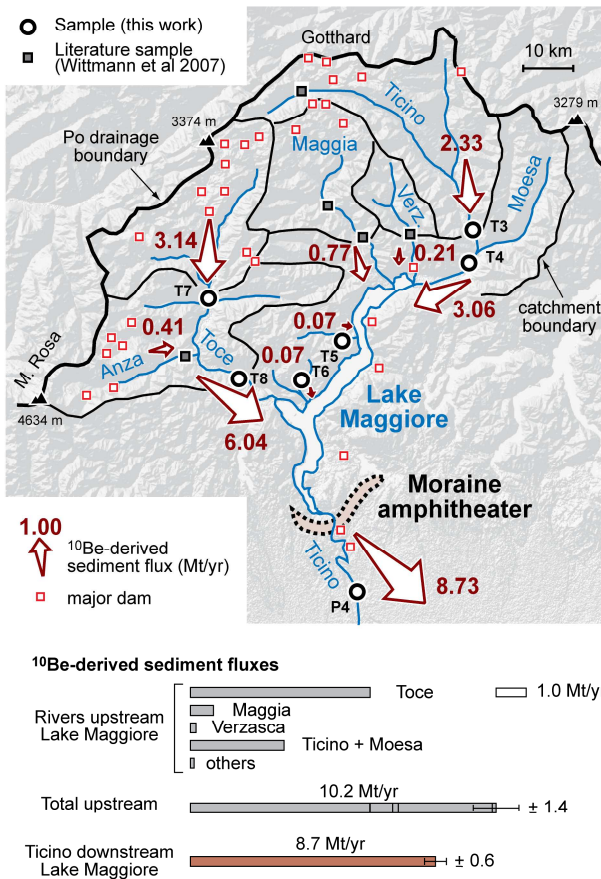 Sample (this work)
Literature sample
(Wittmann et al 2007)
Gotthard
10 km
3374 m
3279 m
Po drainage
boundary
Ticino
Maggia
2.33
Verz.
Moesa
T3
3.14
0.77
0.21
T4
3.06
catchment
boundary
T7
0.41
0.07
T5
M. Rosa
Anza
Toce
0.07
T6
T8
4634 m
6.04
Lake
Maggiore
Moraine
amphitheater
1.00
10Be-derived
sediment flux (Mt/yr)
major dam
Ticino
8.73
P4
10Be-derived sediment fluxes
Toce
1.0 Mt/y
Rivers upstream
Lake Maggiore
Maggia
Verzasca
Ticino + Moesa
others
10.2 Mt/yr
Total upstream
± 1.4
8.7 Mt/yr
Ticino downstream
Lake Maggiore
± 0.6